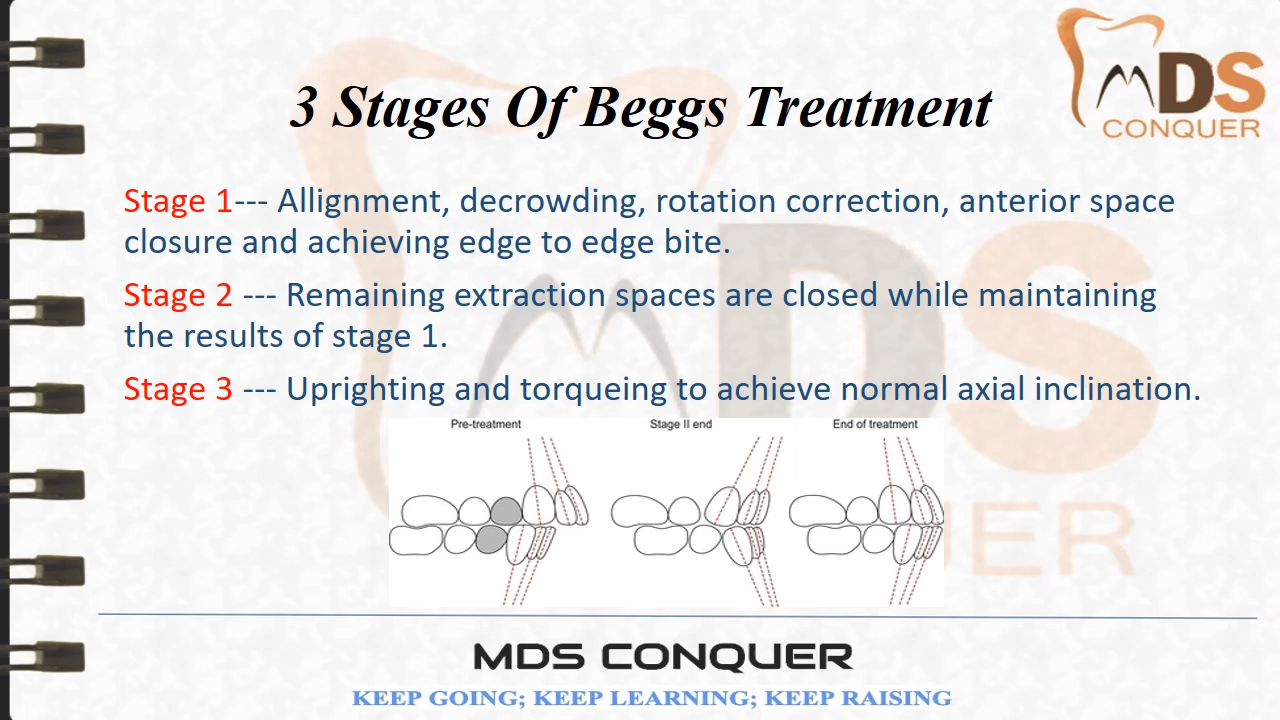 MDS
CONQUER
3 Stages Of Beggs Treatment
Stage 1--- Allignment, decrowding, rotation correction, anterior space
closure and achieving edge to edge bite.
Stage 2 --- Remaining extraction spaces are closed while maintaining
the results of stage 1.
Stage 3 --- Uprighting and torqueing to achieve normal axial inclination.
Pre-treatment
Stage II end
End of treatment
MDS CONQUER
KEEP GOING; KEEP LEARNING; KEEP RAISING